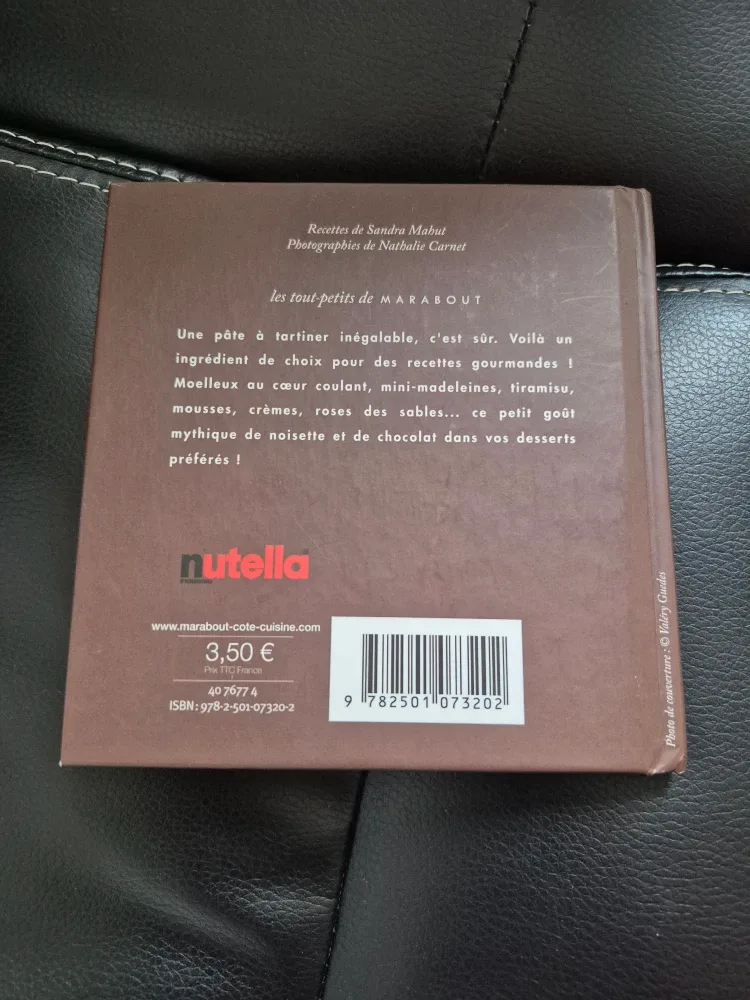 Recettes de Sandra Mahut
Photographies de Nathalie Carnet
les tout-petits de MARABOUT
Une pâte à tartiner inégalable, c'est sûr. Voilà un
ingrédient de choix pour des recettes gourmandes !
Moelleux au cœur coulant, mini-madeleines, tiramisu,
mousses, crèmes, roses des sables... ce petit goût
mythique de noisette et de chocolat dans vos desserts
préférés !
nutella
www.marabout-cote-cuisine.com
3,50 €
Prix TTC France
40 7677 4
ISBN : 978-2-501-07320-2
9 782501 073202
Photo de couverture : © Valéry Guedes